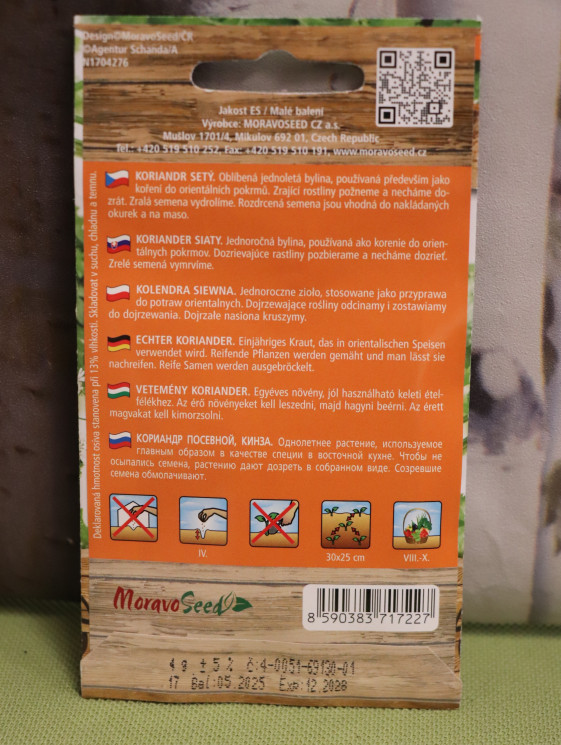 Design©MoravoSeed/ČR
©Agentur Schanda/A
N1704276
Jakost ES / Malé balení
Výrobce: MORAVOSEED CZ a.s.
Mušlov 1701/4, Mikulov 692 01, Czech Republic
Tel.: +420 519 510 252, Fax: +420 519 510 191, www.moravoseed.cz
KORIANDR SETÝ. Oblíbená jednoletá bylina, používaná především jako
koření do orientálních pokrmů. Zrající rostliny požneme a necháme do-
zrát. Zralá semena vydrolíme. Rozdrcená semena jsou vhodná do nakládaných
okurek a na maso.
KORIANDER SIATY. Jednoročná bylina, používaná ako korenie do orien-
tálnych pokrmov. Dozrievajúce rastliny pozbierame a necháme dozrieť.
Zrelé semená vymrvíme.
KOLENDRA SIEWNA. Jednoroczne zioło, stosowane jako przyprawa
do potraw orientalnych. Dojrzewające rośliny odcinamy i zostawiamy
do dojrzewania. Dojrzałe nasiona kruszymy.
ECHTER KORIANDER. Einjähriges Kraut, das in orientalischen Speisen
verwendet wird. Reifende Pflanzen werden gemäht und man lässt sie
nachreifen. Reife Samen werden ausgebröckelt.
VETEMÉNY KORIANDER. Egyéves növény, jól használható keleti étel-
félékhez. Az érő növényeket kell leszedni, majd hagyni beérni. Az érett
magvakat kell kimorzsolni.
КОРИАНДР ПОСЕВНОЙ, КИНЗА. Однолетнее растение, используемое
главным образом в качестве специи в восточной кухне. Чтобы не
осыпались семена, растению дают дозреть в собранном виде. Созревшие
семена обмолачивают.
Deklarovaná hmotnost osiva stanovena při 13% vlhkosti. Skladovat v suchu, chladnu a temnu.
IV.
30x25 cm
VIII.-X.
MoravoSeed
8 590383 717227
4 g ± 5 % č:4-0051-69130-01
17 Bal:05.2025 Exp:12.2028